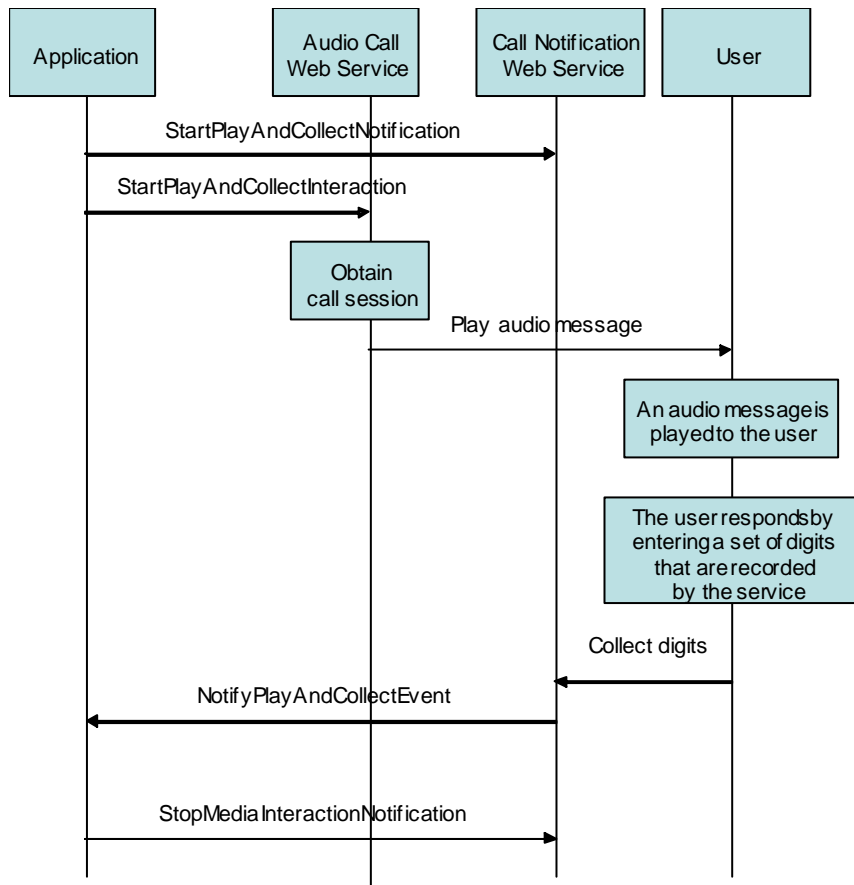 Application
Audio Call
Web Service
Call Notification
Web Service
User
StartPlayAndCollectNotification
StartPlayAndCollectInteraction
Obtain
call session
Play audio message
An audio message is
played to the user
The user responds by
entering a set of digits
that are recorded
by the service
Collect digits
NotifyPlayAndCollectEvent
StopMediaInteractionNotification